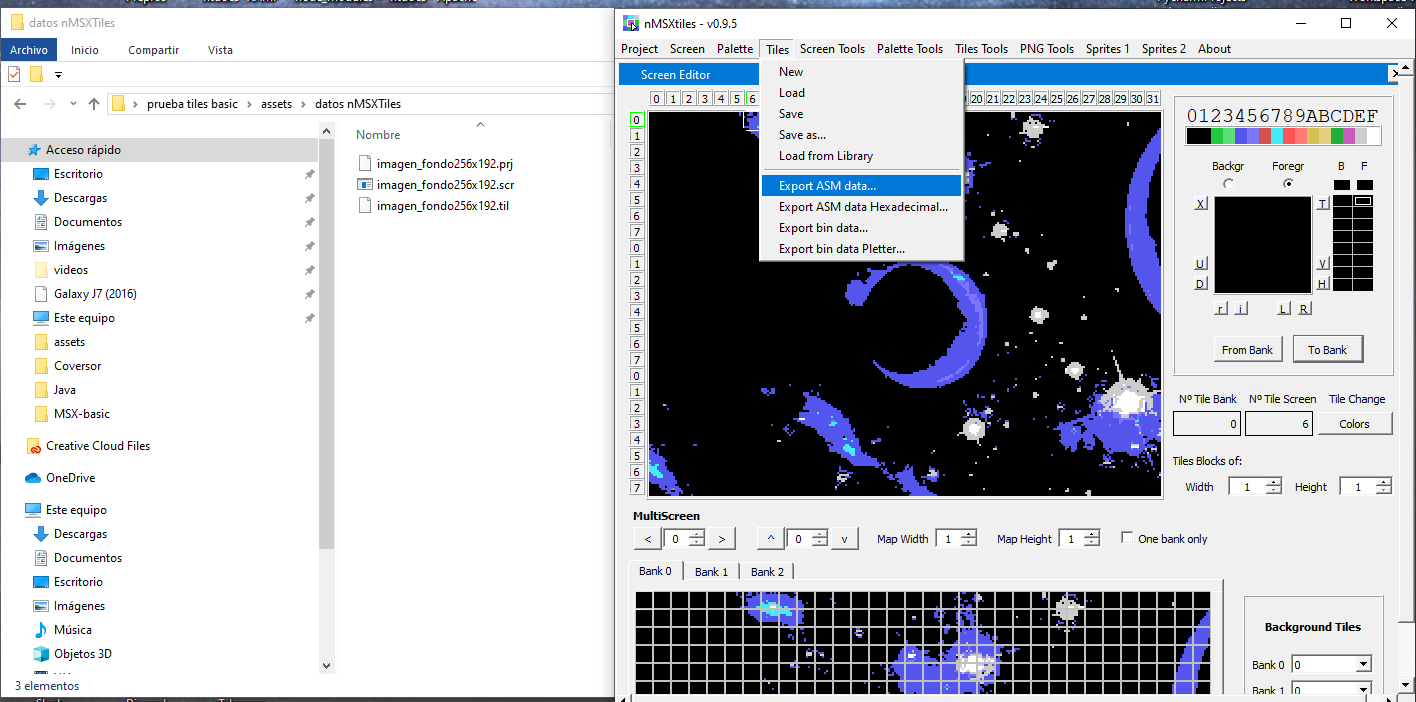 datos nMSXTiles
Archivo Inicio Compartir Vista
prueba tiles basic > assets > datos nMSXTiles
Nombre
Acceso rápido
Escritorio
Descargas
Documentos
Imágenes
videos
Galaxy J7 (2016)
Este equipo
assets
Coversor
Java
MSX-basic
Creative Cloud Files
OneDrive
Este equipo
Descargas
Documentos
Escritorio
Imágenes
Música
Objetos 3D
imagen_fondo256x192.prj
imagen_fondo256x192.scr
imagen_fondo256x192.til
3 elementos
nMSXtiles - v0.9.5
Project Screen Palette Tiles Screen Tools Palette Tools Tiles Tools PNG Tools Sprites 1 Sprites 2 About
Screen Editor
New
Load
Save
Save as...
Load from Library
Export ASM data...
Export ASM data Hexadecimal...
Export bin data...
Export bin data Pletter...
0 1 2 3 4 5 6
20 21 22 23 24 25 26 27 28 29 30 31
0
1
2
3
4
5
6
7
0
1
2
3
4
5
6
7
0
1
2
3
4
5
6
7
0123456789ABCDEF
Backgr Foregr B F
X T
U V
D H
r i L R
From Bank To Bank
Nº Tile Bank Nº Tile Screen Tile Change
0 6 Colors
Tiles Blocks of:
Width 1 Height 1
MultiScreen
< 0 > ^ 0 v Map Width 1 Map Height 1 One bank only
Bank 0 Bank 1 Bank 2
Background Tiles
Bank 0 0
Bank 1 0